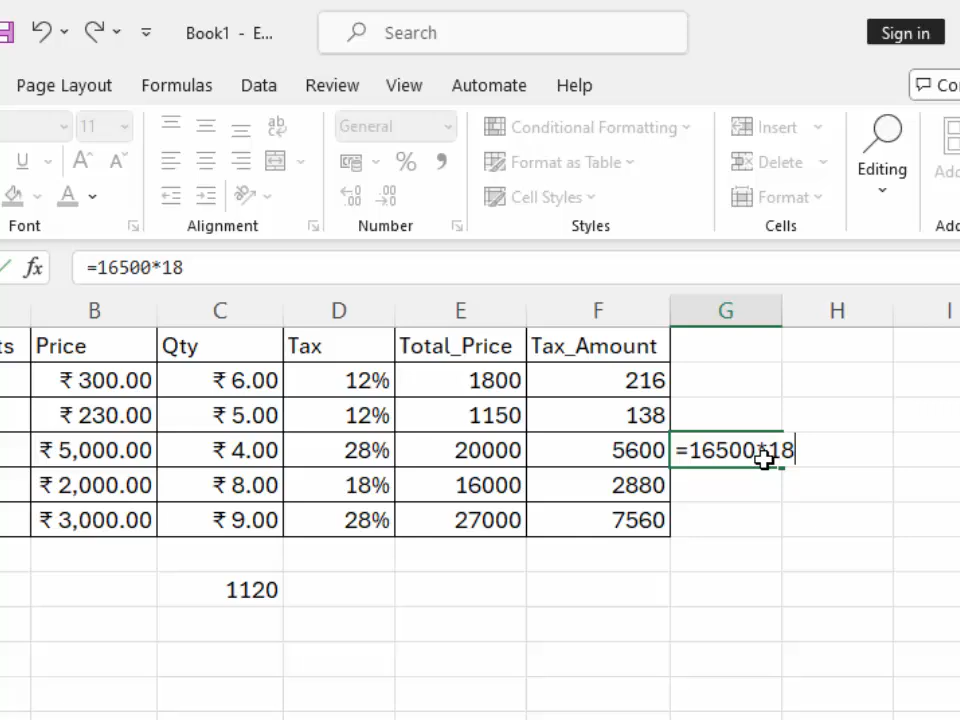 Book1 - E...
Search
Sign in
Page Layout Formulas Data Review View Automate Help Co
11 General Conditional Formatting Insert
U A A Format as Table Delete Editing
A Cell Styles Format Add
Font Alignment Number Styles Cells Add
fx =16500*18
B C D E F G H I
ts Price Qty Tax Total_Price Tax_Amount
₹ 300.00 ₹ 6.00 12% 1800 216
₹ 230.00 ₹ 5.00 12% 1150 138
₹ 5,000.00 ₹ 4.00 28% 20000 5600 =16500*18
₹ 2,000.00 ₹ 8.00 18% 16000 2880
₹ 3,000.00 ₹ 9.00 28% 27000 7560
1120